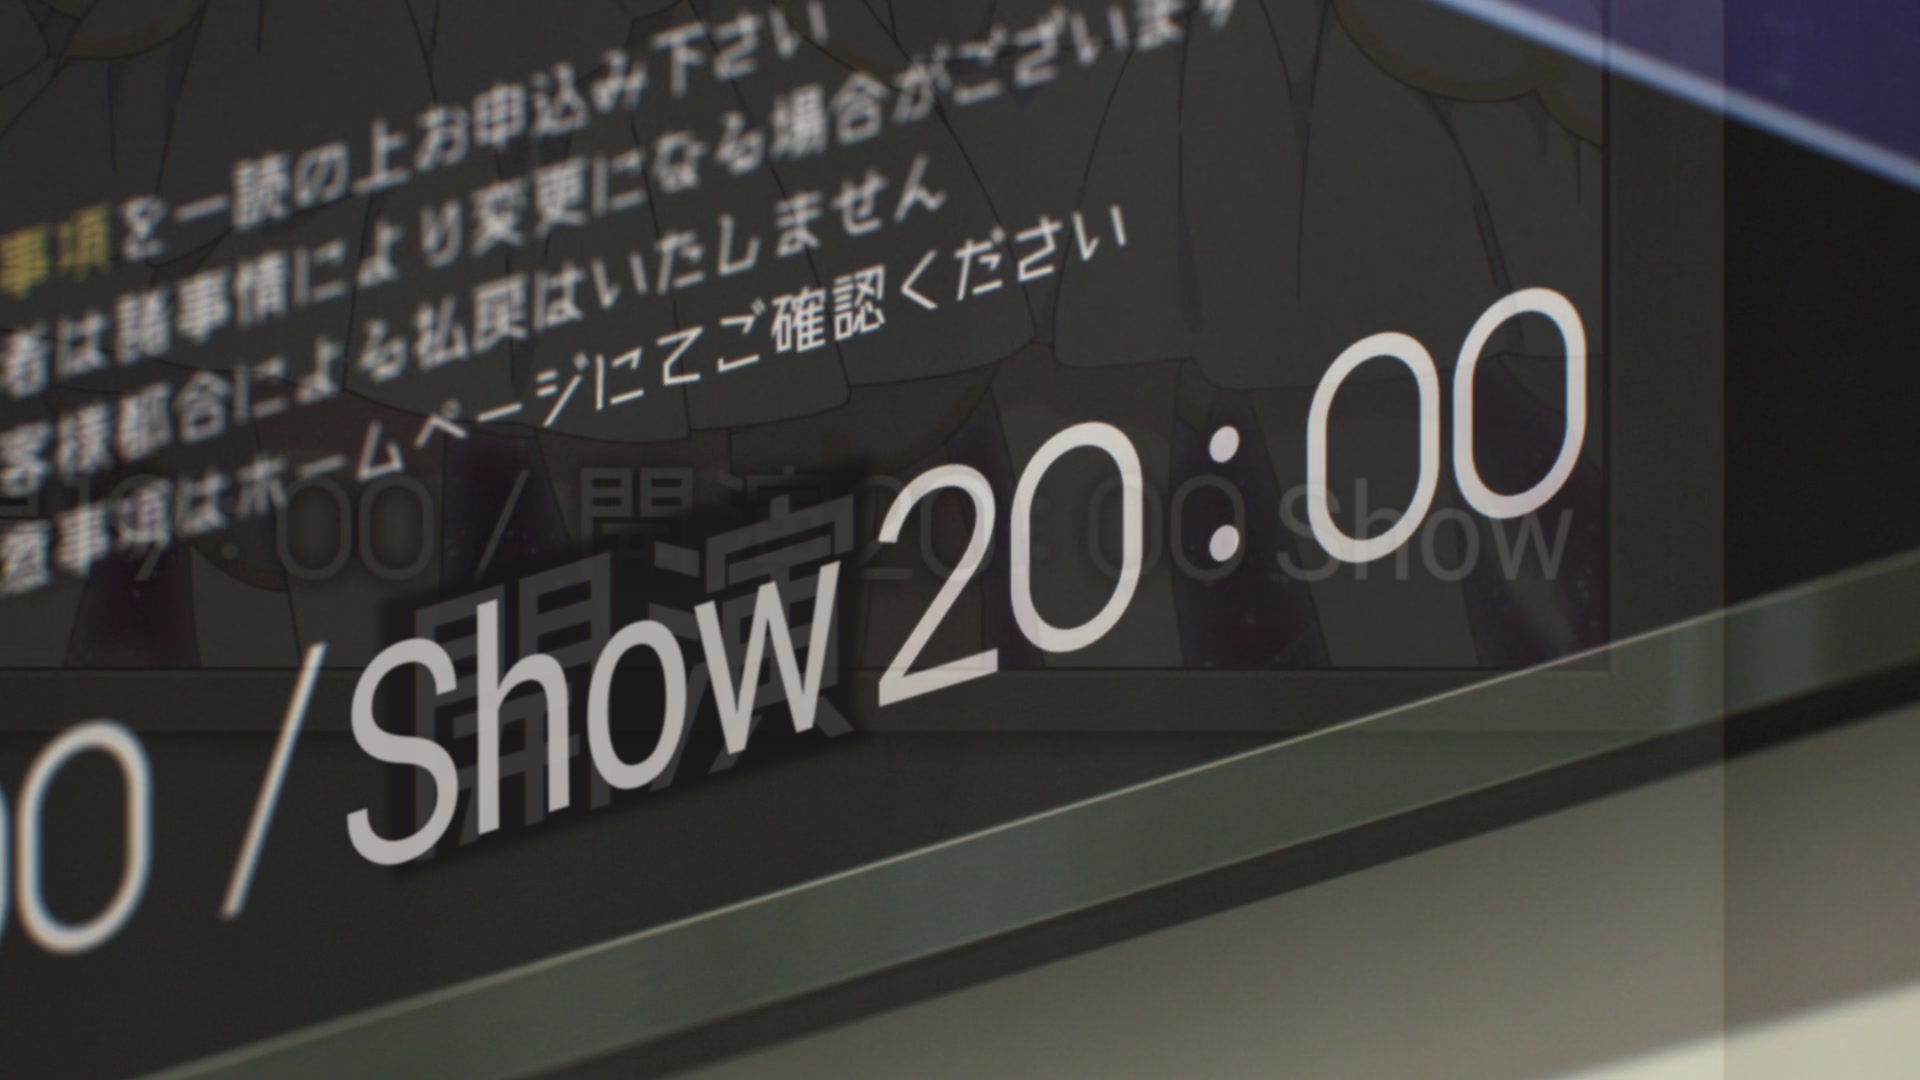 事項を一読の上お申込み下さい
者は諸事情により変更になる場合がございます
客様都合による払戻はいたしません
意事項はホームページにてご確認ください
19:00 / 開演 20:00 Show
00 / Show 20:00
開演